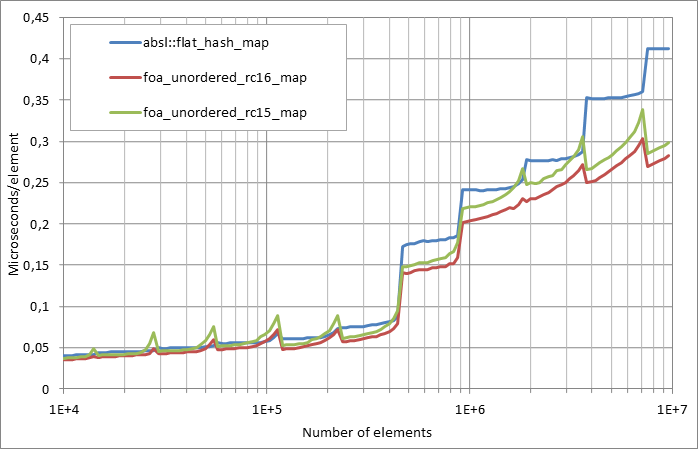 0,45
0,4
0,35
0,3
0,25
0,2
0,15
0,1
0,05
0
Microseconds/element
absl::flat_hash_map
foa_unordered_rc16_map
foa_unordered_rc15_map
1E+4 1E+5 1E+6 1E+7
Number of elements